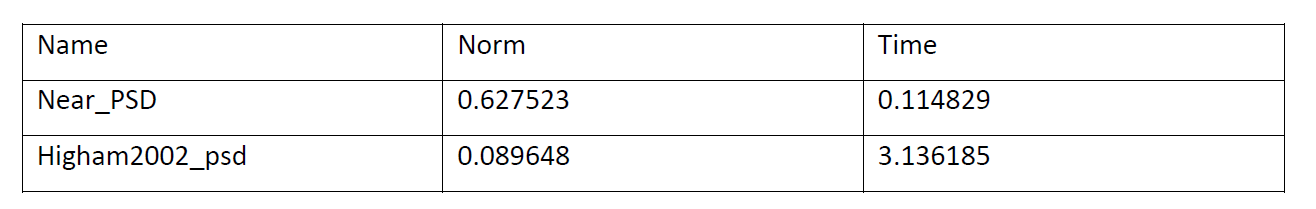 Name Norm Time
Near_PSD 0.627523 0.114829
Higham2002_psd 0.089648 3.136185